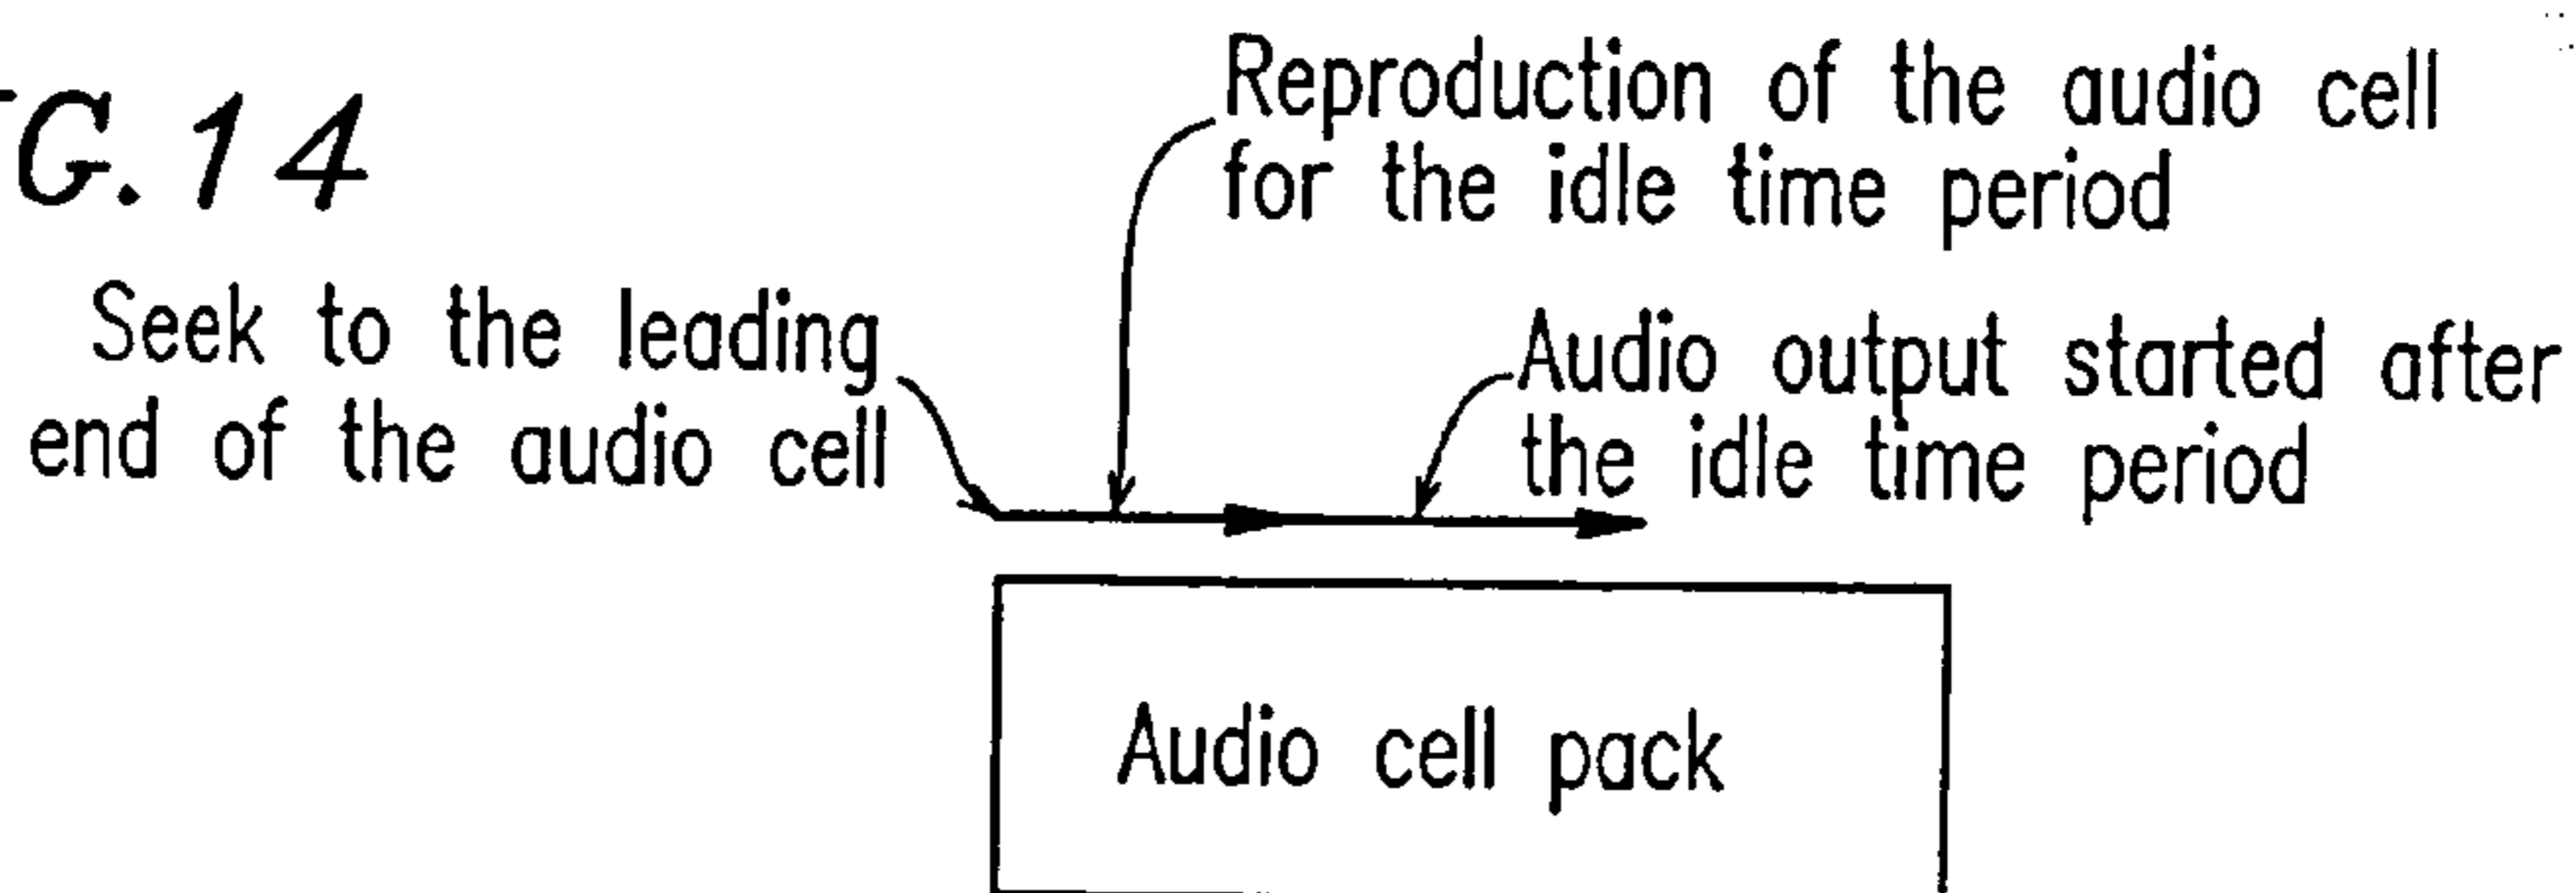 G. 14
Reproduction of the audio cell
for the idle time period
Seek to the leading
end of the audio cell
Audio output started after
the idle time period
Audio cell pack